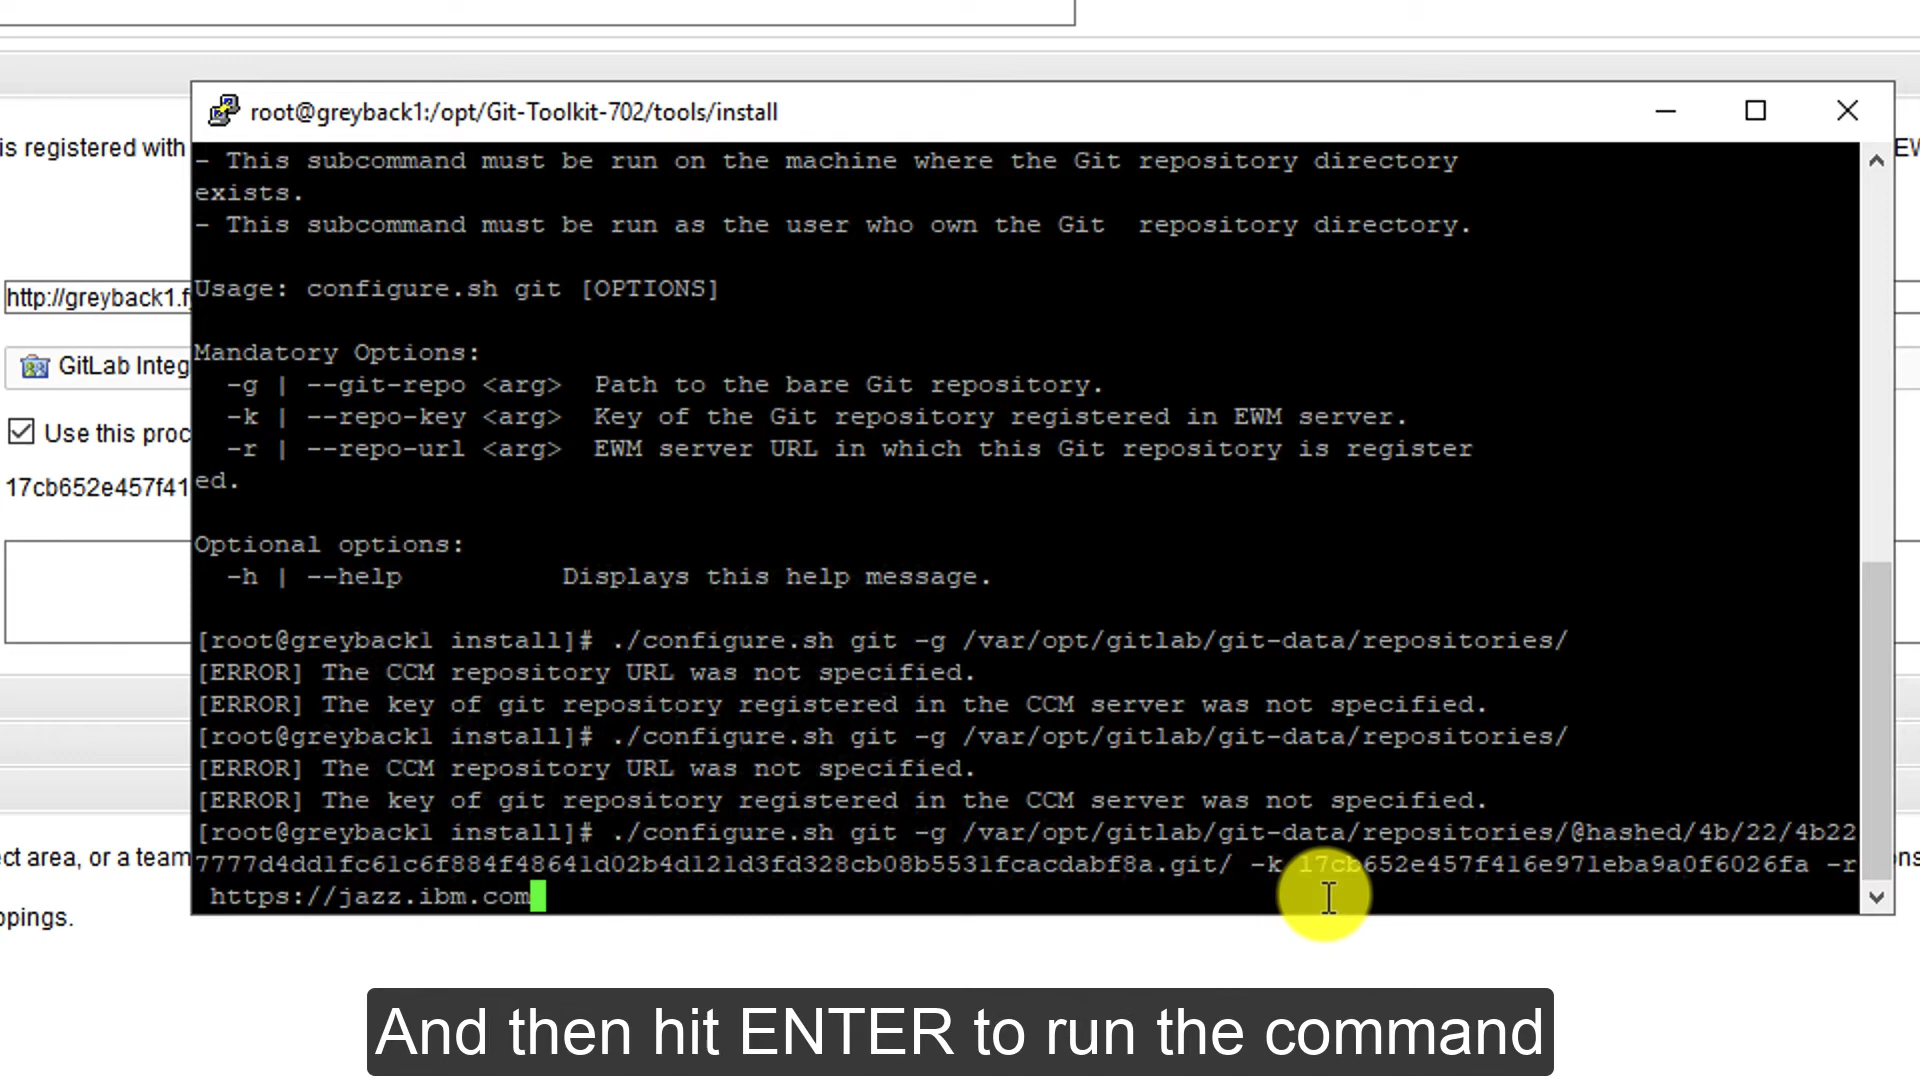 root@greyback1:/opt/Git-Toolkit-702/tools/install
is registered with
EW
- This subcommand must be run on the machine where the Git repository directory
exists.
- This subcommand must be run as the user who own the Git  repository directory.
http://greyback1.f
Usage: configure.sh git [OPTIONS]
GitLab Integ
Mandatory Options:
-g | --git-repo <arg>  Path to the bare Git repository.
-k | --repo-key <arg>  Key of the Git repository registered in EWM server.
Use this proc
-r | --repo-url <arg>  EWM server URL in which this Git repository is register
ed.
17cb652e457f41
Optional options:
-h | --help          Displays this help message.
[root@greyback1 install]# ./configure.sh git -g /var/opt/gitlab/git-data/repositories/
[ERROR] The CCM repository URL was not specified.
[ERROR] The key of git repository registered in the CCM server was not specified.
[root@greyback1 install]# ./configure.sh git -g /var/opt/gitlab/git-data/repositories/
[ERROR] The CCM repository URL was not specified.
[ERROR] The key of git repository registered in the CCM server was not specified.
[root@greyback1 install]# ./configure.sh git -g /var/opt/gitlab/git-data/repositories/@hashed/4b/22/4b22
ect area, or a team
ons
7777d4dd1fc61c6f884f48641d02b4d121d3fd328cb08b5531fcacdabf8a.git/ -k 17cb652e457f416e971eba9a0f6026fa -r
https://jazz.ibm.com
ppings.
And then hit ENTER to run the command